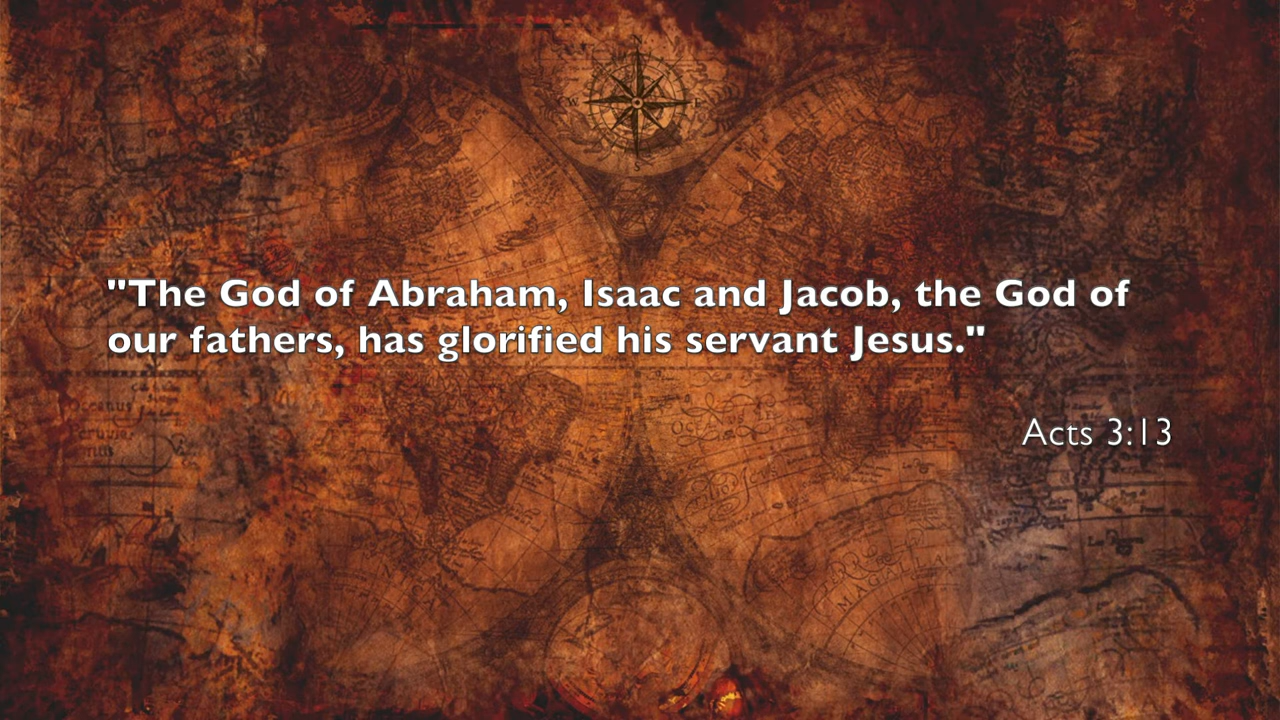 "The God of Abraham, Isaac and Jacob, the God of
our fathers, has glorified his servant Jesus."
Acts 3:13